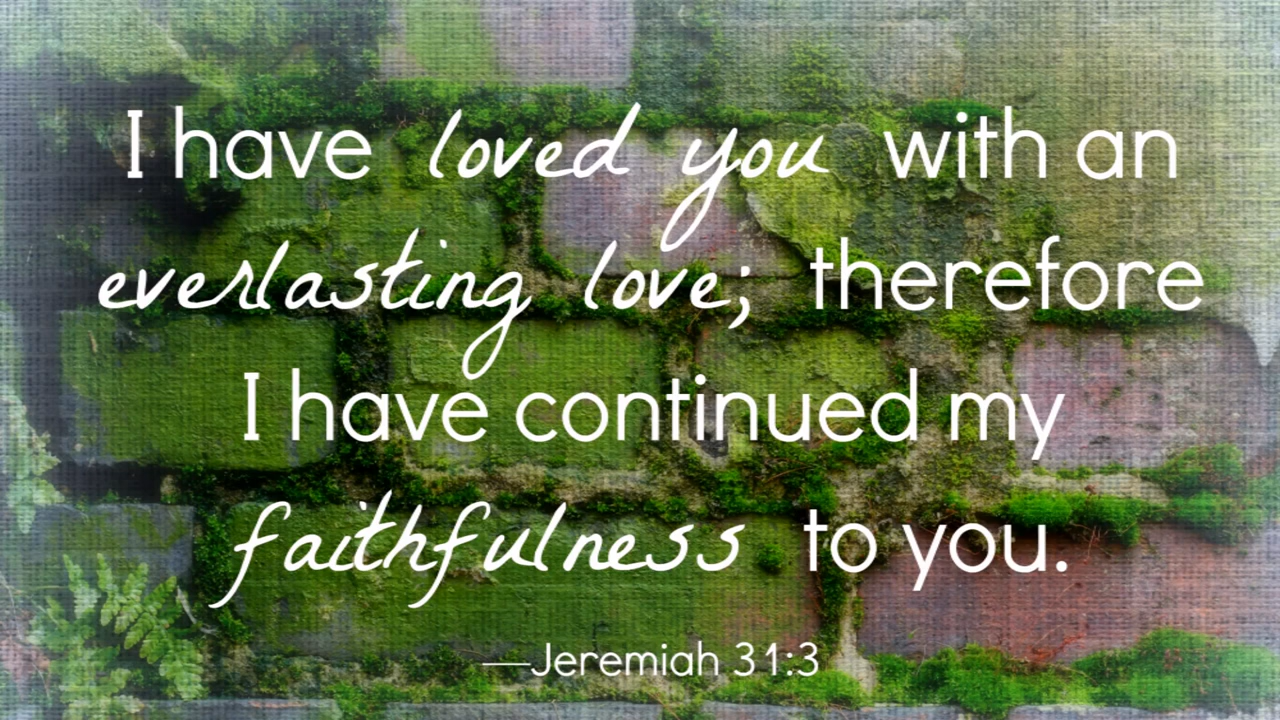 I have loved you with an
everlasting love; therefore
I have continued my
faithfulness to you.
—Jeremiah 31:3